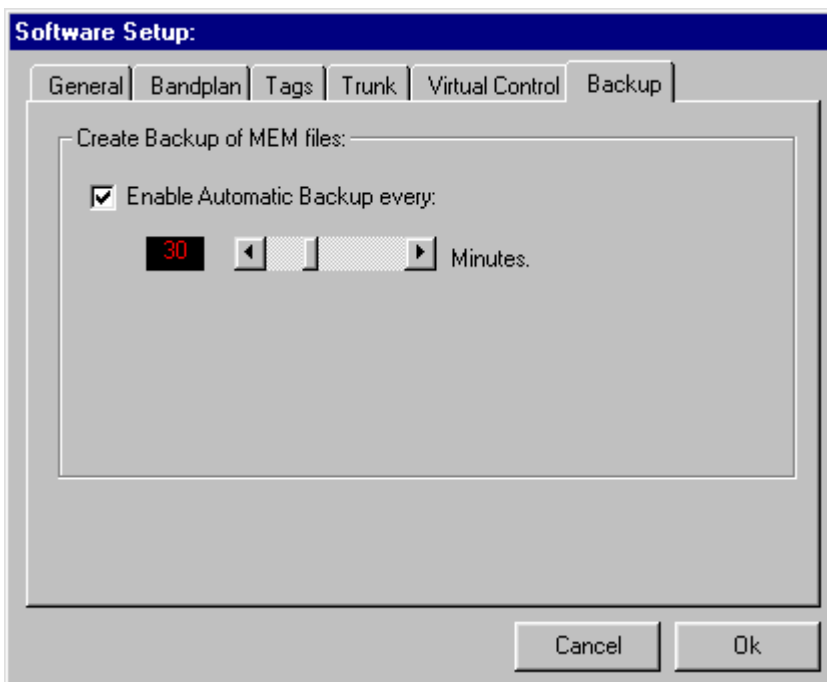 Software Setup:
General Bandplan Tags Trunk Virtual Control Backup
Create Backup of MEM files:
Enable Automatic Backup every:
30 Minutes.
Cancel Ok